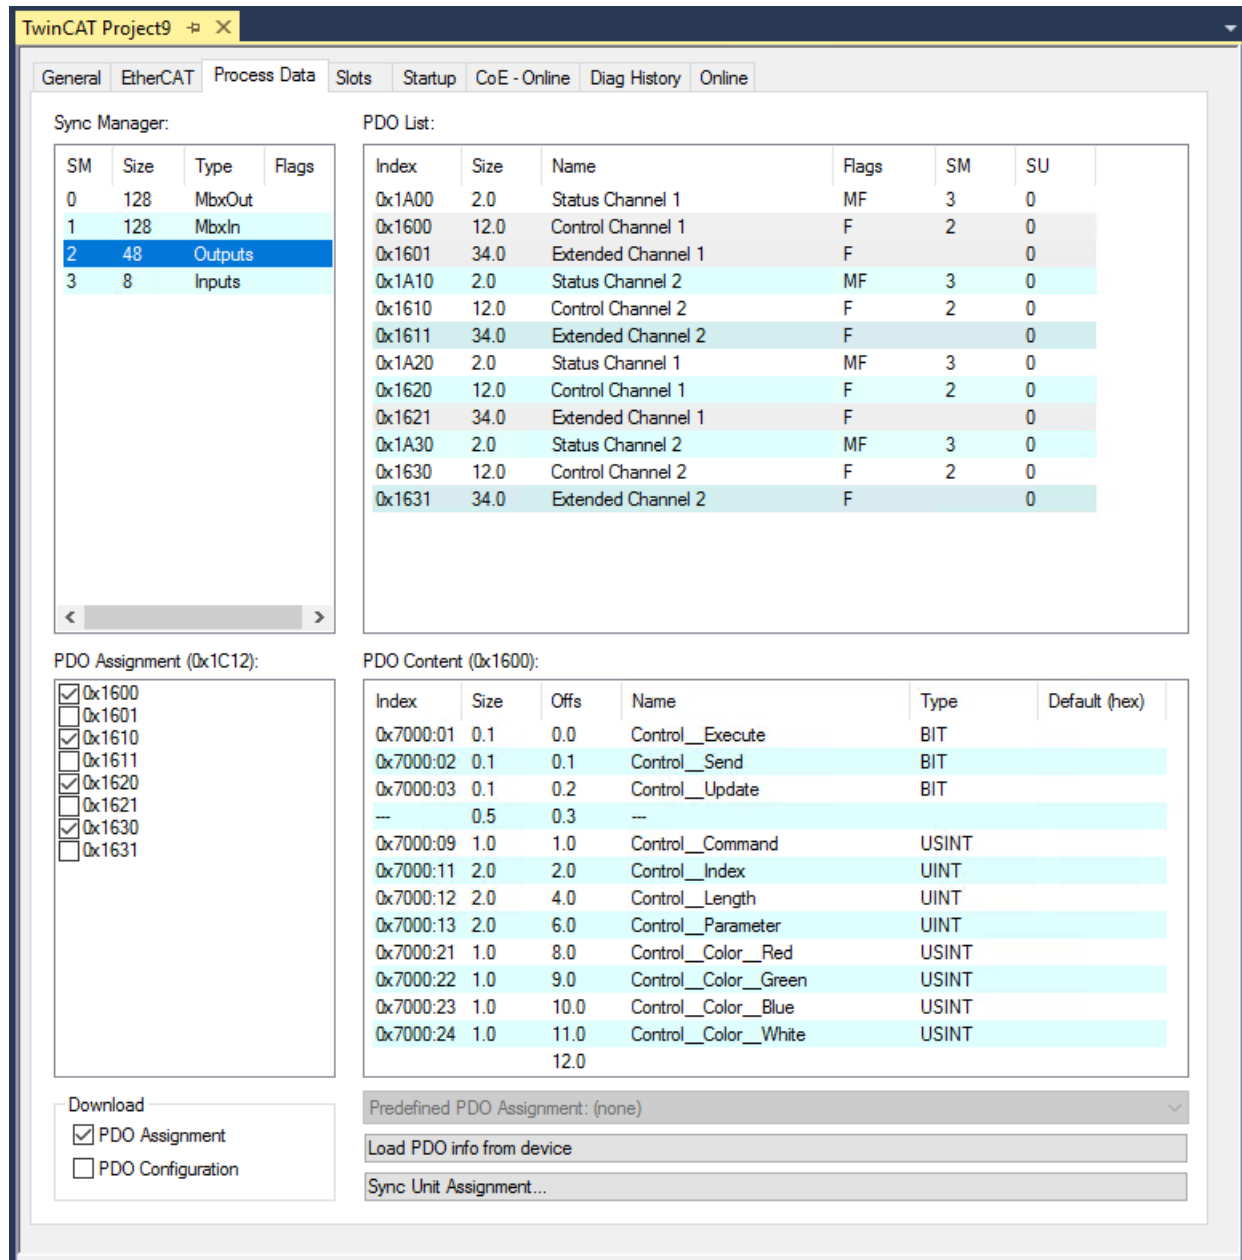 TwinCAT Project9
General EtherCAT Process Data Slots Startup CoE - Online Diag History Online
Sync Manager:
SM Size Type Flags
0 128 MbxOut
1 128 MbxIn
2 48 Outputs
3 8 Inputs
PDO List:
Index Size Name Flags SM SU
0x1A00 2.0 Status Channel 1 MF 3 0
0x1600 12.0 Control Channel 1 F 2 0
0x1601 34.0 Extended Channel 1 F 0
0x1A10 2.0 Status Channel 2 MF 3 0
0x1610 12.0 Control Channel 2 F 2 0
0x1611 34.0 Extended Channel 2 F 0
0x1A20 2.0 Status Channel 1 MF 3 0
0x1620 12.0 Control Channel 1 F 2 0
0x1621 34.0 Extended Channel 1 F 0
0x1A30 2.0 Status Channel 2 MF 3 0
0x1630 12.0 Control Channel 2 F 2 0
0x1631 34.0 Extended Channel 2 F 0
PDO Assignment (0x1C12):
0x1600
0x1601
0x1610
0x1611
0x1620
0x1621
0x1630
0x1631
PDO Content (0x1600):
Index Size Offs Name Type Default (hex)
0x7000:01 0.1 0.0 Control__Execute BIT
0x7000:02 0.1 0.1 Control__Send BIT
0x7000:03 0.1 0.2 Control__Update BIT
--- 0.5 0.3 ---
0x7000:09 1.0 1.0 Control__Command USINT
0x7000:11 2.0 2.0 Control__Index UINT
0x7000:12 2.0 4.0 Control__Length UINT
0x7000:13 2.0 6.0 Control__Parameter UINT
0x7000:21 1.0 8.0 Control__Color__Red USINT
0x7000:22 1.0 9.0 Control__Color__Green USINT
0x7000:23 1.0 10.0 Control__Color__Blue USINT
0x7000:24 1.0 11.0 Control__Color__White USINT
12.0
Download
PDO Assignment
PDO Configuration
Predefined PDO Assignment: (none)
Load PDO info from device
Sync Unit Assignment...